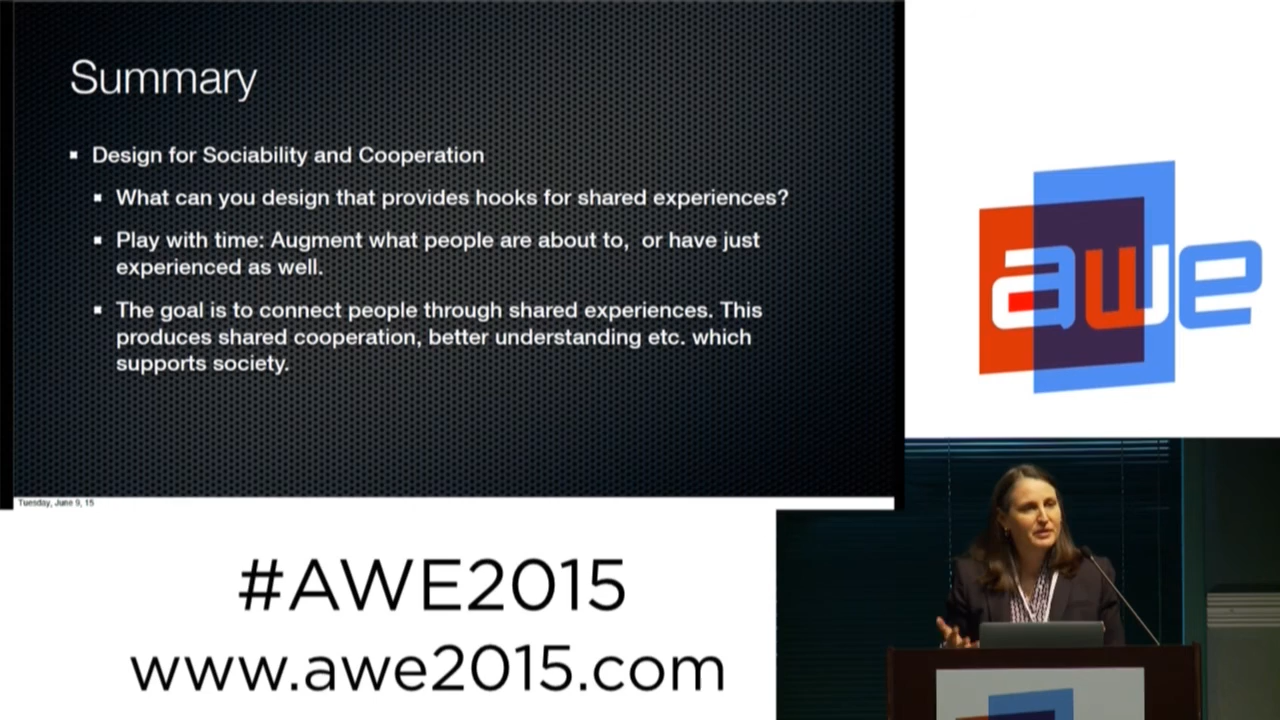 Summary
Design for Sociability and Cooperation
What can you design that provides hooks for shared experiences?
Play with time: Augment what people are about to, or have just
experienced as well.
The goal is to connect people through shared experiences. This
produces shared cooperation, better understanding etc. which
supports society.
Tuesday, June 9, 15
awe
#AWE2015
www.awe2015.com